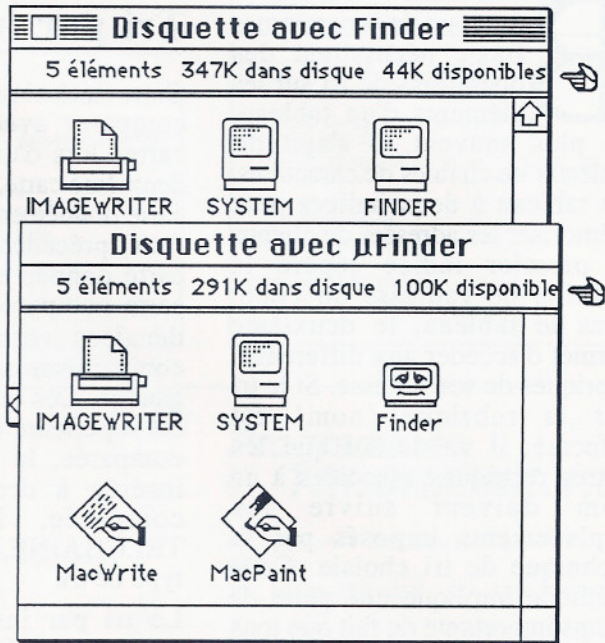 Disquette avec Finder
5 éléments 347K dans disque 44K disponibles
IMAGEWRITER SYSTEM FINDER
Disquette avec µFinder
5 éléments 291K dans disque 100K disponible
IMAGEWRITER SYSTEM Finder
MacWrite MacPaint